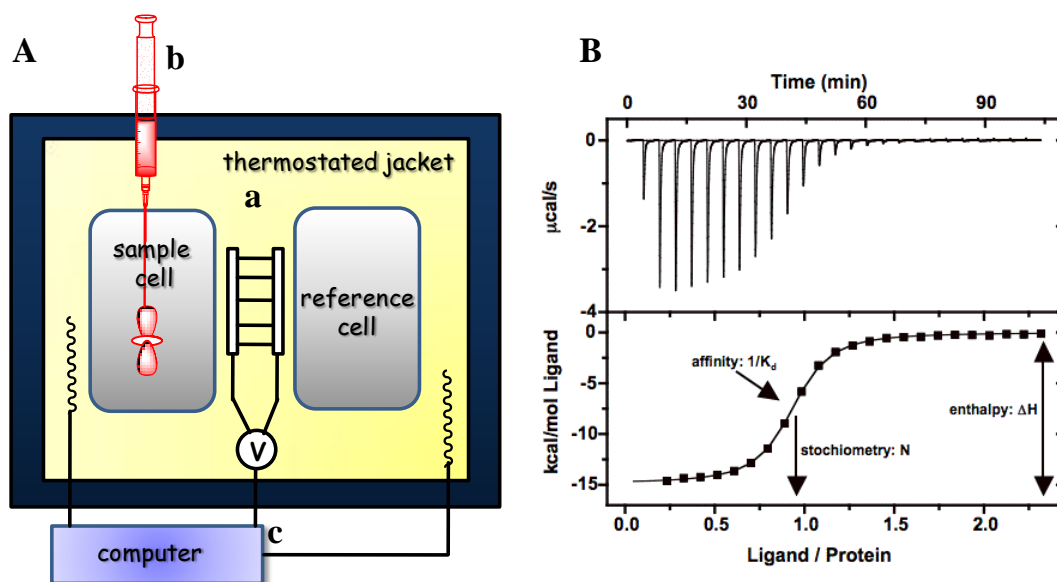 A
b
thermostated jacket
a
sample
cell
reference
cell
V
c
computer
B
Time (min)
0 30 60 90
0
-2
-4
μcal/s
0
-5
-10
-15
kcal/mol Ligand
affinity: 1/Kd
stochiometry: N
enthalpy: ΔH
0.0 0.5 1.0 1.5 2.0
Ligand / Protein